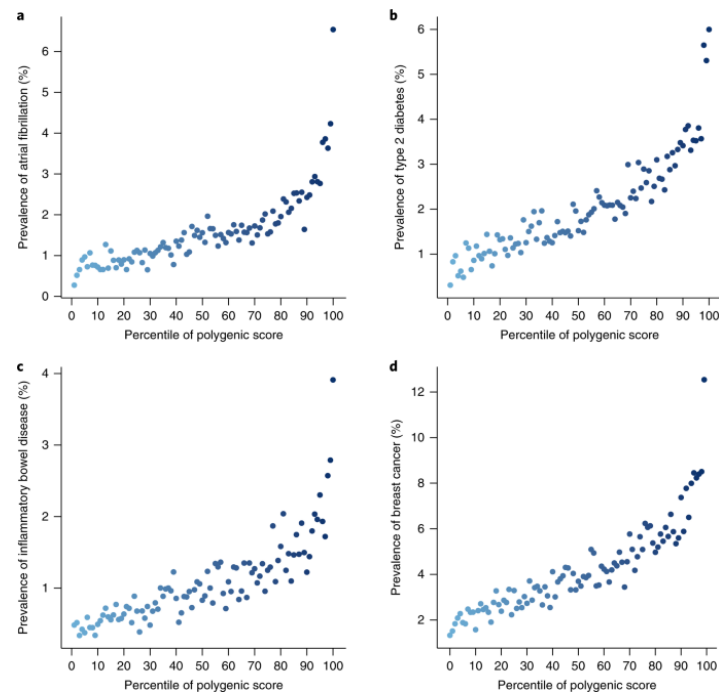 a
Prevalence of atrial fibrillation (%)
6
5
4
3
2
1
0
0 10 20 30 40 50 60 70 80 90 100
Percentile of polygenic score
b
Prevalence of type 2 diabetes (%)
6
5
4
3
2
1
0 10 20 30 40 50 60 70 80 90 100
Percentile of polygenic score
c
Prevalence of inflammatory bowel disease (%)
4
3
2
1
0 10 20 30 40 50 60 70 80 90 100
Percentile of polygenic score
d
Prevalence of breast cancer (%)
12
10
8
6
4
2
0 10 20 30 40 50 60 70 80 90 100
Percentile of polygenic score